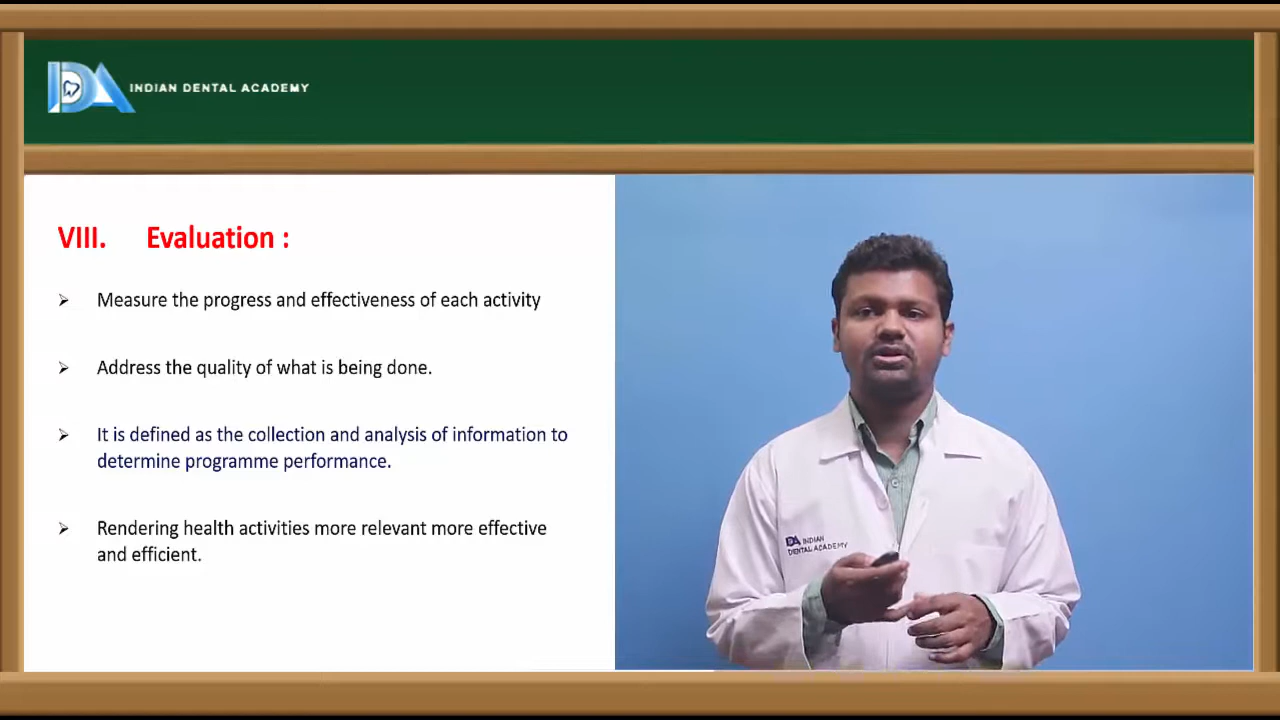 IDA INDIAN DENTAL ACADEMY
VIII. Evaluation :
Measure the progress and effectiveness of each activity
Address the quality of what is being done.
It is defined as the collection and analysis of information to
determine programme performance.
Rendering health activities more relevant more effective
and efficient.
IDA INDIAN
DENTAL ACADEMY